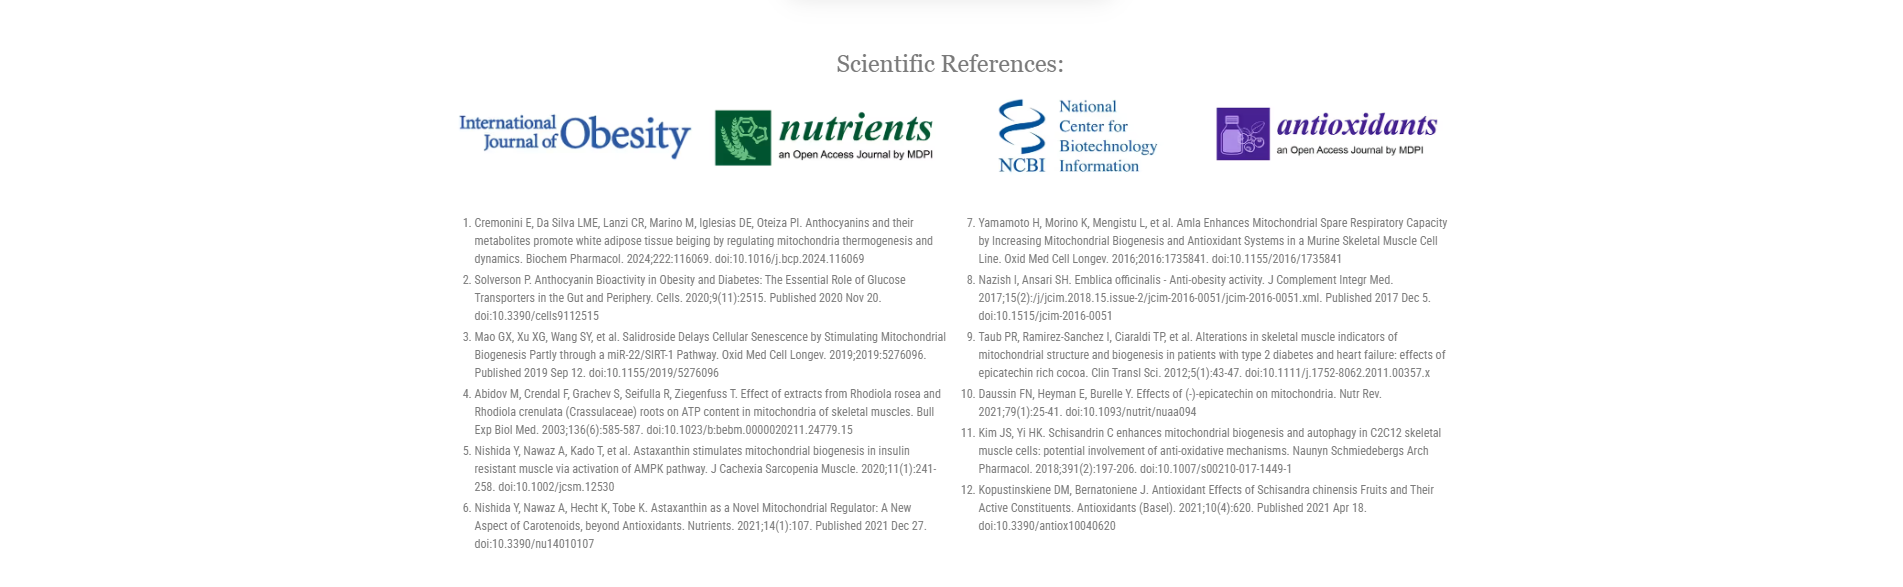 Scientific References:
International
Journal of Obesity
nutrients
an Open Access Journal by MDPI
NCBI
National
Center for
Biotechnology
Information
antioxidants
an Open Access Journal by MDPI
1. Cremonini E, Da Silva LME, Lanzi CR, Marino M, Iglesias DE, Oteiza PI. Anthocyanins and their
metabolites promote white adipose tissue beiging by regulating mitochondria thermogenesis and
dynamics. Biochem Pharmacol. 2024;222:116069. doi:10.1016/j.bcp.2024.116069
2. Solverson P. Anthocyanin Bioactivity in Obesity and Diabetes: The Essential Role of Glucose
Transporters in the Gut and Periphery. Cells. 2020;9(11):2515. Published 2020 Nov 20.
doi:10.3390/cells9112515
3. Mao GX, Xu XG, Wang SY, et al. Salidroside Delays Cellular Senescence by Stimulating Mitochondrial
Biogenesis Partly through a miR-22/SIRT-1 Pathway. Oxid Med Cell Longev. 2019;2019:5276096.
Published 2019 Sep 12. doi:10.1155/2019/5276096
4. Abidov M, Crendal F, Grachev S, Seifulla R, Ziegenfuss T. Effect of extracts from Rhodiola rosea and
Rhodiola crenulata (Crassulaceae) roots on ATP content in mitochondria of skeletal muscles. Bull
Exp Biol Med. 2003;136(6):585-587. doi:10.1023/b:bebm.0000020211.24779.15
5. Nishida Y, Nawaz A, Kado T, et al. Astaxanthin stimulates mitochondrial biogenesis in insulin
resistant muscle via activation of AMPK pathway. J Cachexia Sarcopenia Muscle. 2020;11(1):241-
258. doi:10.1002/jcsm.12530
6. Nishida Y, Nawaz A, Hecht K, Tobe K. Astaxanthin as a Novel Mitochondrial Regulator: A New
Aspect of Carotenoids, beyond Antioxidants. Nutrients. 2021;14(1):107. Published 2021 Dec 27.
doi:10.3390/nu14010107
7. Yamamoto H, Morino K, Mengistu L, et al. Amla Enhances Mitochondrial Spare Respiratory Capacity
by Increasing Mitochondrial Biogenesis and Antioxidant Systems in a Murine Skeletal Muscle Cell
Line. Oxid Med Cell Longev. 2016;2016:1735841. doi:10.1155/2016/1735841
8. Nazish I, Ansari SH. Emblica officinalis - Anti-obesity activity. J Complement Integr Med.
2017;15(2):/j/jcim.2018.15.issue-2/jcim-2016-0051/jcim-2016-0051.xml. Published 2017 Dec 5.
doi:10.1515/jcim-2016-0051
9. Taub PR, Ramirez-Sanchez I, Ciaraldi TP, et al. Alterations in skeletal muscle indicators of
mitochondrial structure and biogenesis in patients with type 2 diabetes and heart failure: effects of
epicatechin rich cocoa. Clin Transl Sci. 2012;5(1):43-47. doi:10.1111/j.1752-8062.2011.00357.x
10. Daussin FN, Heyman E, Burelle Y. Effects of (-)-epicatechin on mitochondria. Nutr Rev.
2021;79(1):25-41. doi:10.1093/nutrit/nuaa094
11. Kim JS, Yi HK. Schisandrin C enhances mitochondrial biogenesis and autophagy in C2C12 skeletal
muscle cells: potential involvement of anti-oxidative mechanisms. Naunyn Schmiedebergs Arch
Pharmacol. 2018;391(2):197-206. doi:10.1007/s00210-017-1449-1
12. Kopustinskiene DM, Bernatoniene J. Antioxidant Effects of Schisandra chinensis Fruits and Their
Active Constituents. Antioxidants (Basel). 2021;10(4):620. Published 2021 Apr 18.
doi:10.3390/antiox10040620